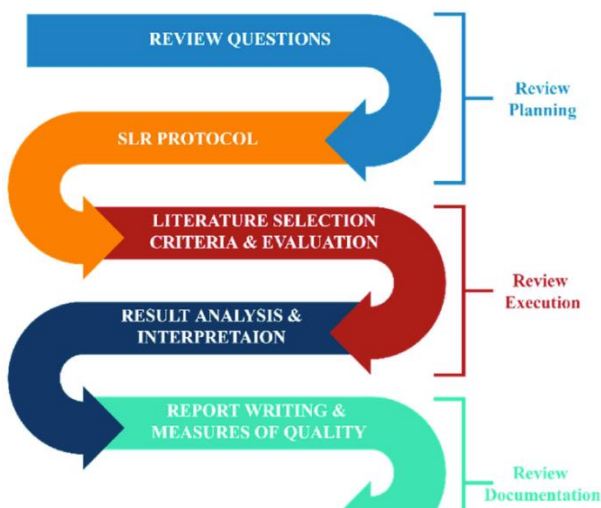 REVIEW QUESTIONS
Review
Planning
SLR PROTOCOL
LITERATURE SELECTION
CRITERIA & EVALUATION
Review
Execution
RESULT ANALYSIS &
INTERPRETAION
REPORT WRITING &
MEASURES OF QUALITY
Review
Documentation